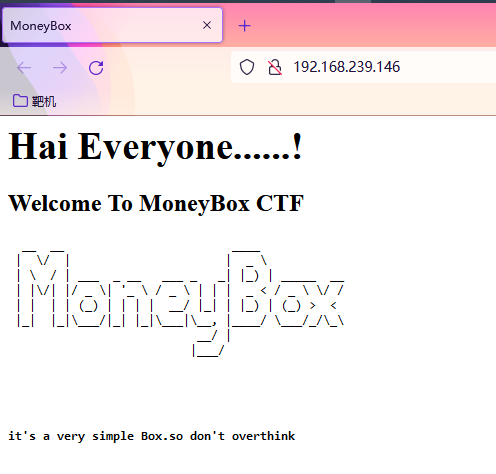 MoneyBox
192.168.239.146
靶机
Hai Everyone......!
Welcome To MoneyBox CTF
MoneyBox
it's a very simple Box.so don't overthink